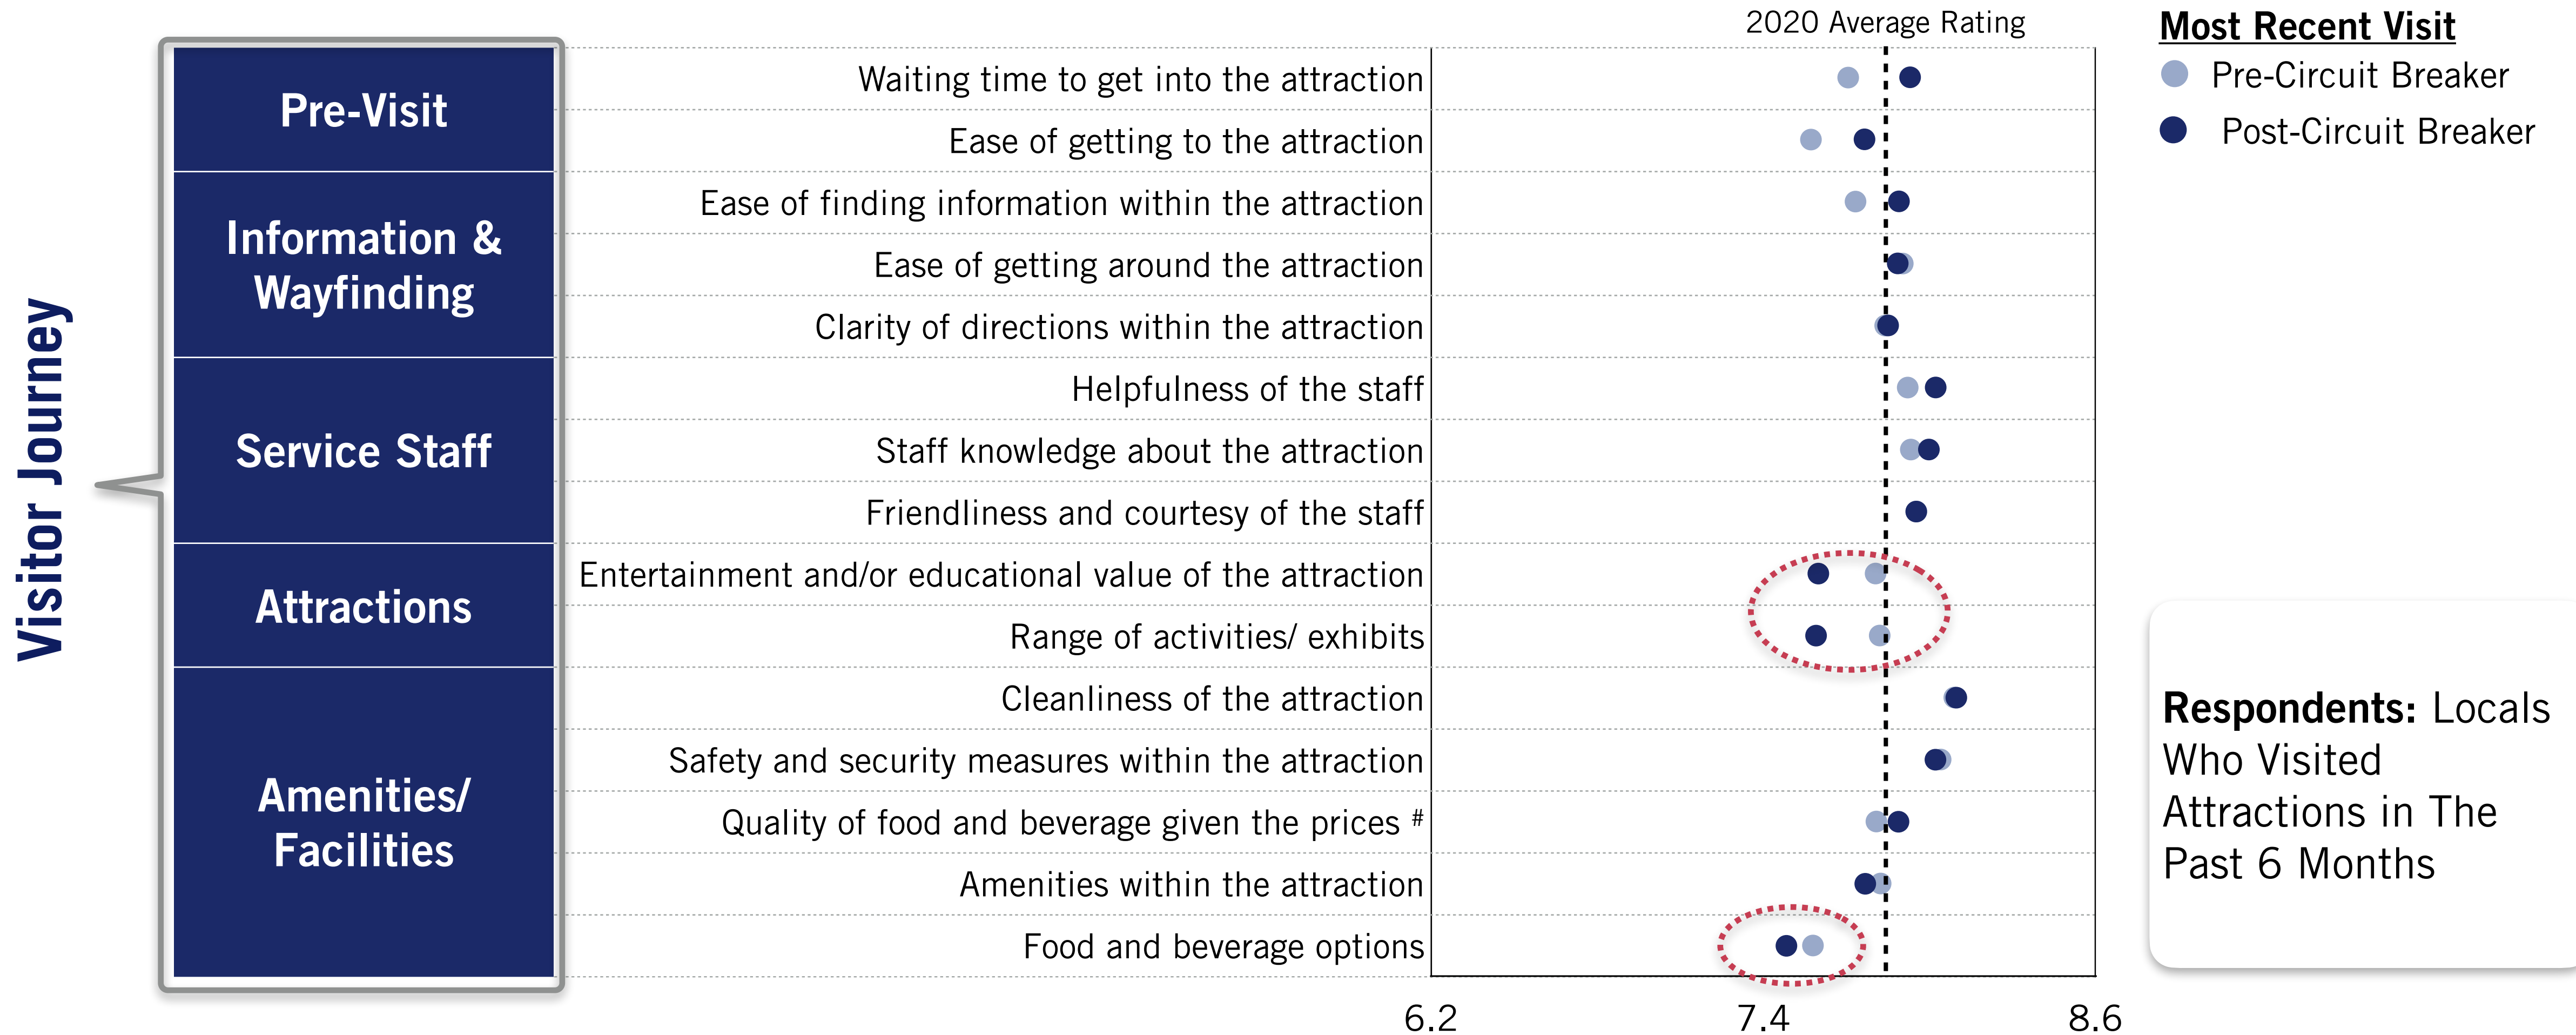 2020 Average Rating
Most Recent Visit
Pre-Circuit Breaker
Post-Circuit Breaker
Visitor Journey
Pre-Visit
Waiting time to get into the attraction
Ease of getting to the attraction
Information &
Wayfinding
Ease of finding information within the attraction
Ease of getting around the attraction
Clarity of directions within the attraction
Service Staff
Helpfulness of the staff
Staff knowledge about the attraction
Friendliness and courtesy of the staff
Attractions
Entertainment and/or educational value of the attraction
Range of activities/ exhibits
Amenities/
Facilities
Cleanliness of the attraction
Safety and security measures within the attraction
Quality of food and beverage given the prices #
Amenities within the attraction
Food and beverage options
6.2 7.4 8.6
Respondents: Locals
Who Visited
Attractions in The
Past 6 Months